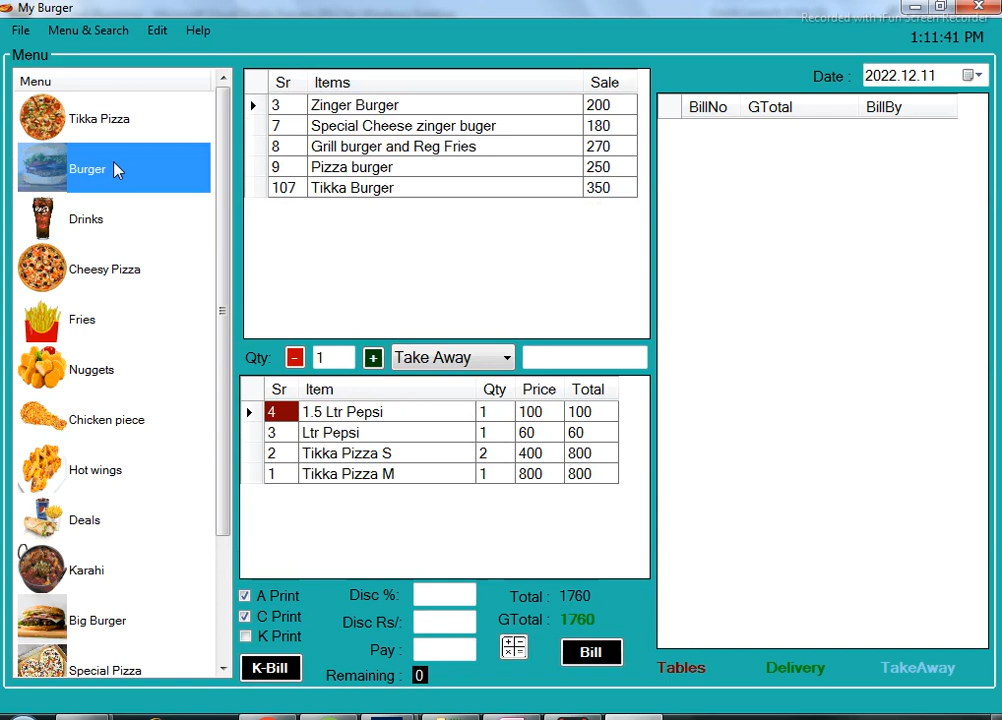 My Burger
Recorded with iFun Screen Recorder
File Menu & Search Edit Help
1:11:41 PM
Menu
Menu
Tikka Pizza
Burger
Drinks
Cheesy Pizza
Fries
Nuggets
Chicken piece
Hot wings
Deals
Karahi
Big Burger
Special Pizza
Sr Items Sale
3 Zinger Burger 200
7 Special Cheese zinger buger 180
8 Grill burger and Reg Fries 270
9 Pizza burger 250
107 Tikka Burger 350
Qty: - 1 + Take Away
Sr Item Qty Price Total
4 1.5 Ltr Pepsi 1 100 100
3 Ltr Pepsi 1 60 60
2 Tikka Pizza S 2 400 800
1 Tikka Pizza M 1 800 800
A Print
C Print
K Print
K-Bill
Disc %:
Disc Rs/:
Pay :
Remaining : 0
Total : 1760
GTotal : 1760
Bill
Date : 2022.12.11
BillNo GTotal BillBy
Tables Delivery TakeAway